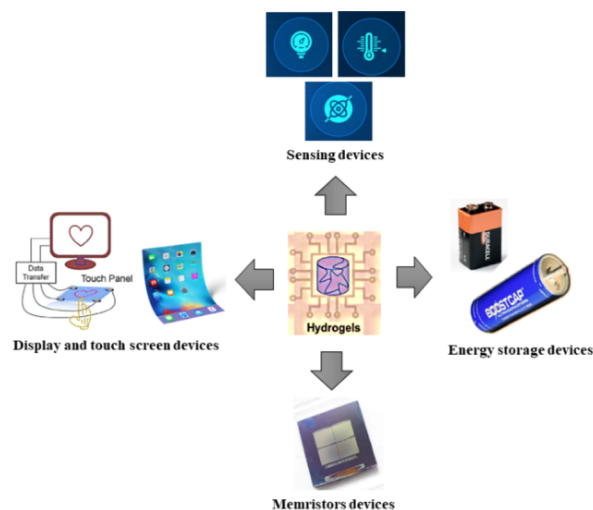 Sensing devices
DURACELL
BOOSTCAP
Data
Transfer
Touch Panel
Hydrogels
Display and touch screen devices
Energy storage devices
Memristors devices